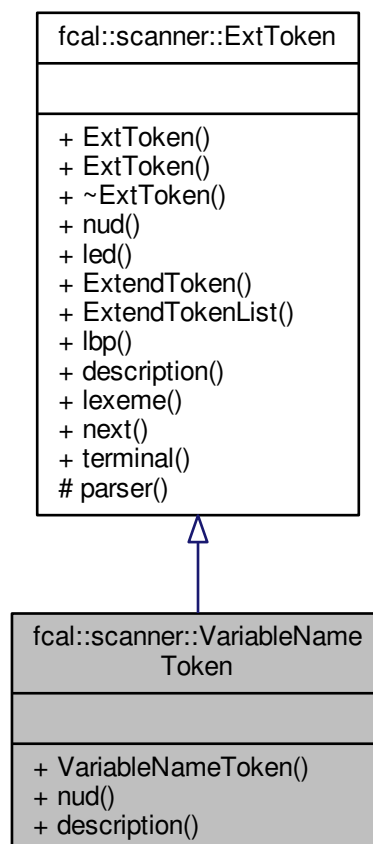 fcal::scanner::ExtToken
+ ExtToken()
+ ExtToken()
+ ~ExtToken()
+ nud()
+ led()
+ ExtendToken()
+ ExtendTokenList()
+ lbp()
+ description()
+ lexeme()
+ next()
+ terminal()
# parser()
fcal::scanner::VariableName
Token
+ VariableNameToken()
+ nud()
+ description()